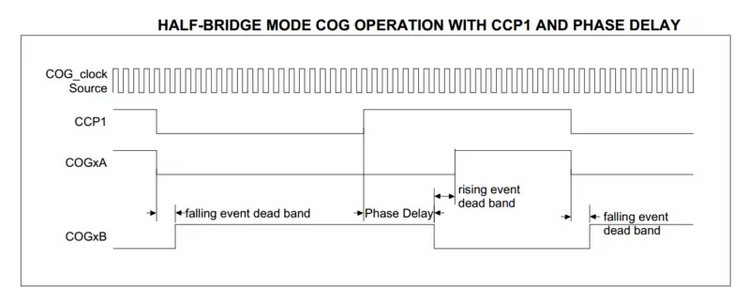 HALF-BRIDGE MODE COG OPERATION WITH CCP1 AND PHASE DELAY
COG_clock
Source
CCP1
COGxA
rising event
dead band
falling event dead band
Phase Delay
falling event
dead band
COGxB